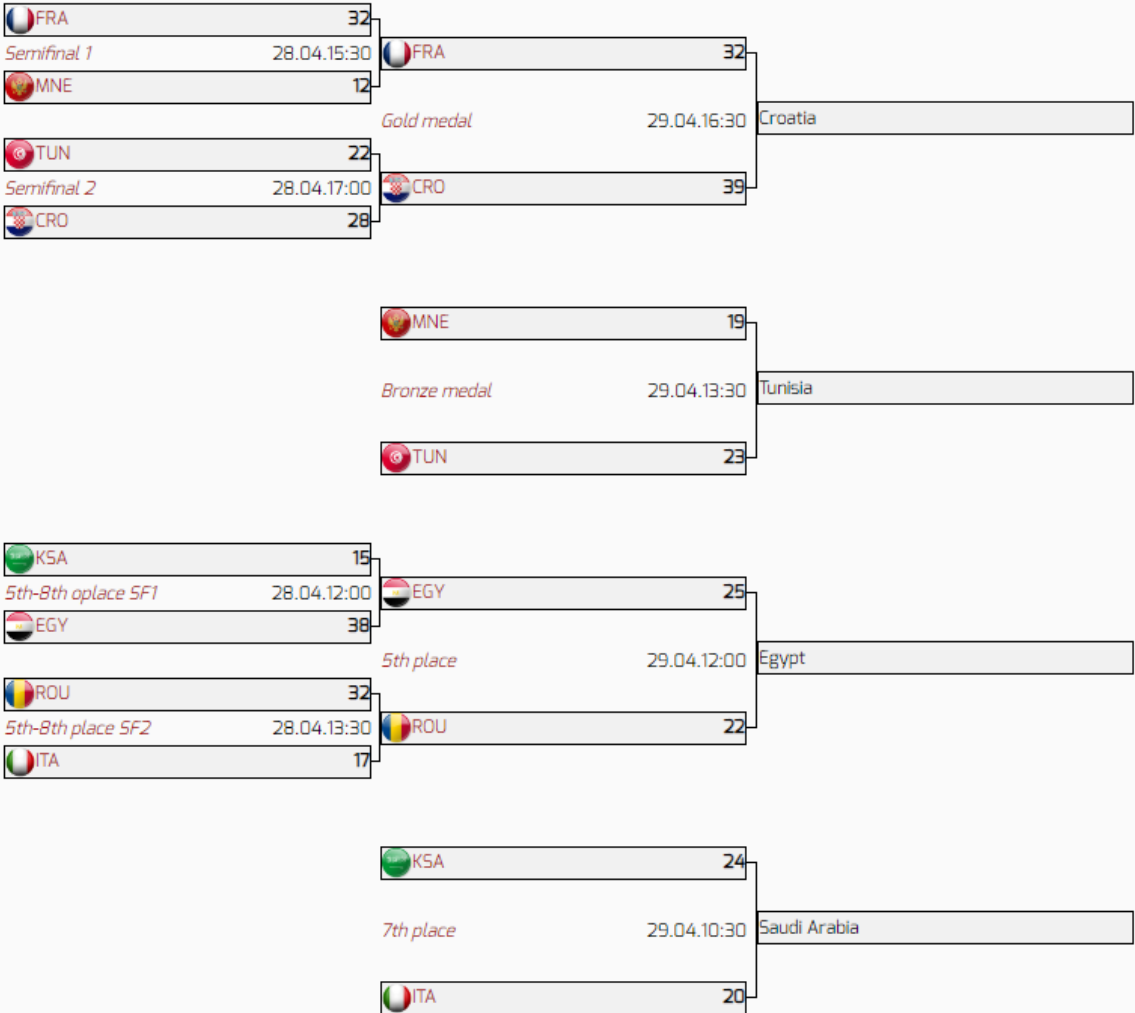 FRA 32
Semifinal 1 28.04.15:30
MNE 12
FRA 32
Gold medal 29.04.16:30
CRO 39
Croatia
TUN 22
Semifinal 2 28.04.17:00
CRO 28
MNE 19
Bronze medal 29.04.13:30
TUN 23
Tunisia
KSA 15
5th-8th oplace SF1 28.04.12:00
EGY 38
EGY 25
5th place 29.04.12:00
ROU 22
Egypt
ROU 32
5th-8th place SF2 28.04.13:30
ITA 17
KSA 24
7th place 29.04.10:30
ITA 20
Saudi Arabia